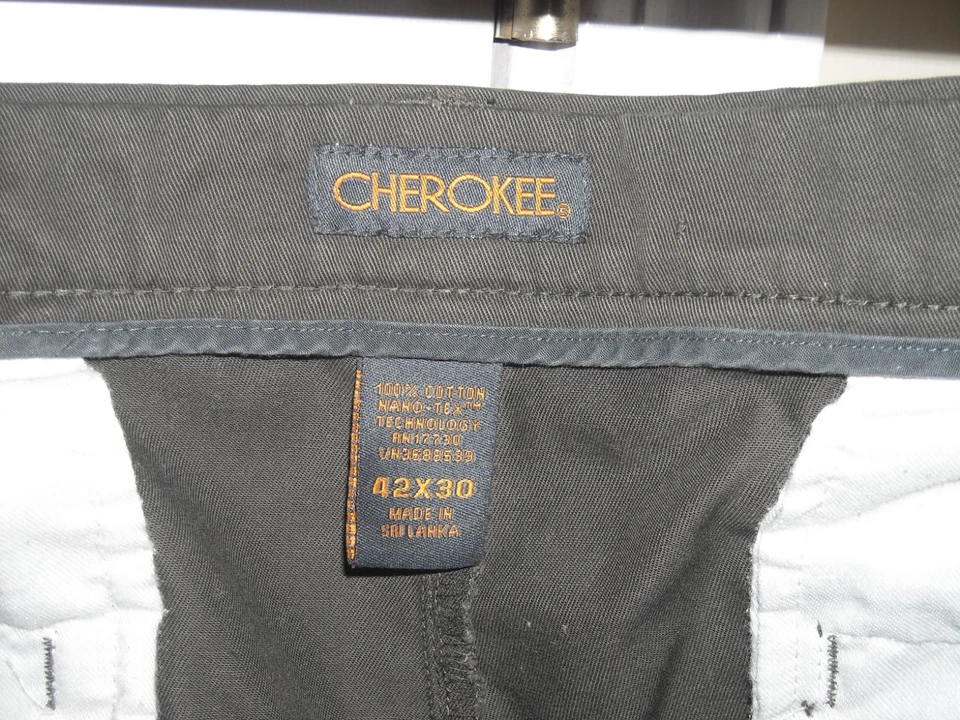 CHEROKEE®
100% COTTON
NANO-TEX™
TECHNOLOGY
RN17730
VN3688539
42X30
MADE IN
SRI LANKA